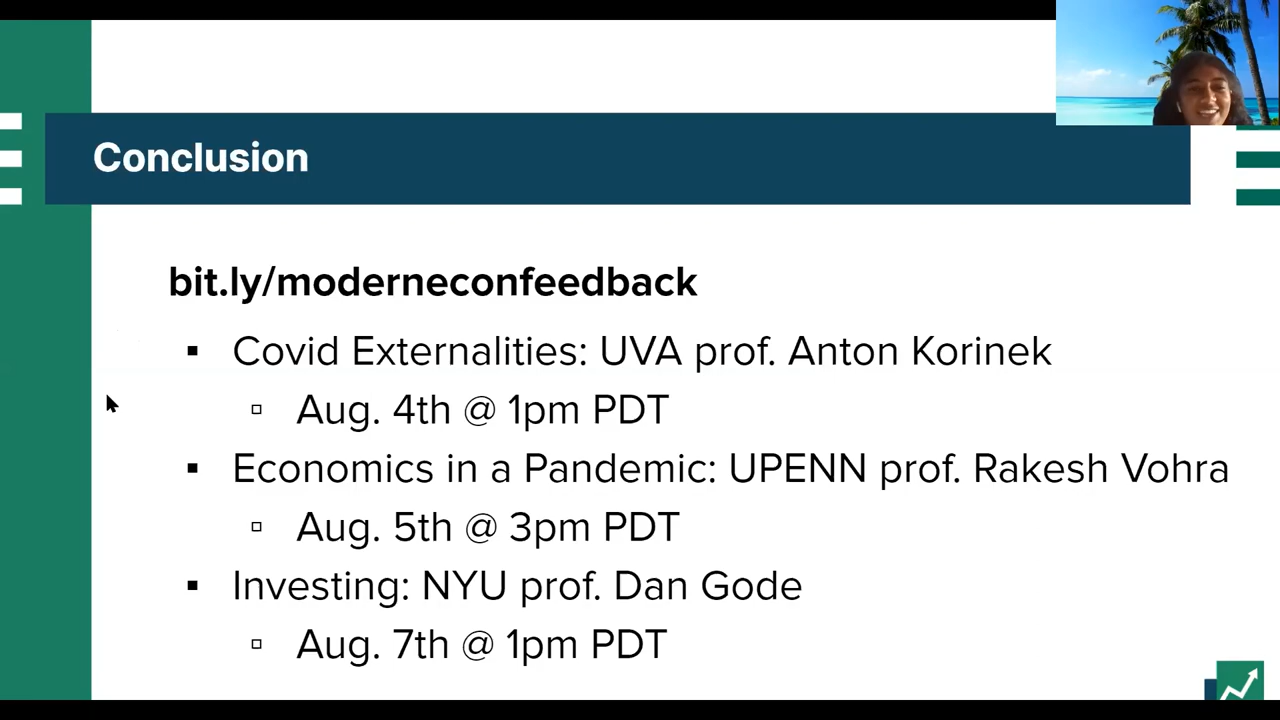 Conclusion
bit.ly/moderneconfeedback
▪ Covid Externalities: UVA prof. Anton Korinek
▫ Aug. 4th @ 1pm PDT
▪ Economics in a Pandemic: UPENN prof. Rakesh Vohra
▫ Aug. 5th @ 3pm PDT
▪ Investing: NYU prof. Dan Gode
▫ Aug. 7th @ 1pm PDT